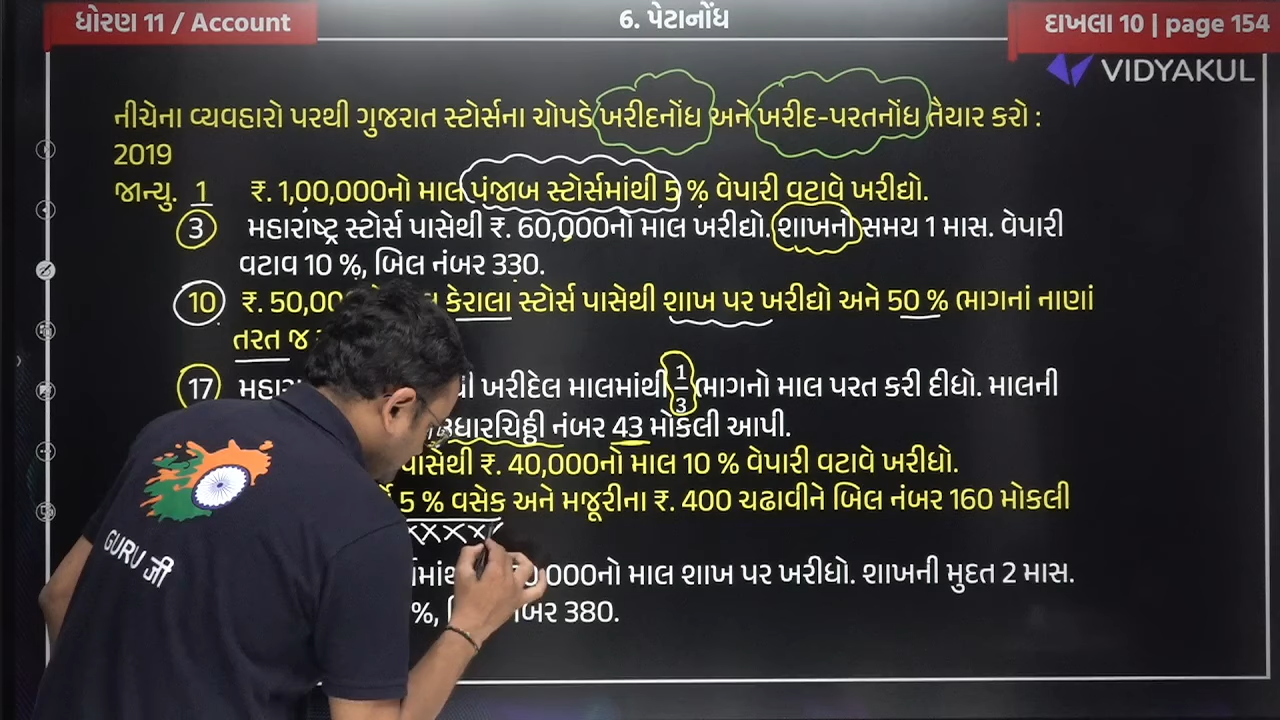 ધોરણ 11 / Account
6. પેટાનોંધ
દાખલા 10 | page 154
VIDYAKUL
નીચેના વ્યવહારો પરથી ગુજરાત સ્ટોર્સના ચોપડે ખરીદનોંધ અને ખરીદ-પરતનોંધ તૈયાર કરો :
2019
જાન્યુ. 1 ₹. 1,00,000નો માલ પંજાબ સ્ટોર્સમાંથી 5 % વેપારી વટાવે ખરીદ્યો.
3 મહારાષ્ટ્ર સ્ટોર્સ પાસેથી ₹. 60,000નો માલ ખરીદ્યો. શાખનો સમય 1 માસ. વેપારી
વટાવ 10 %, બિલ નંબર 330.
10 ₹. 50,00 કેરાલા સ્ટોર્સ પાસેથી શાખ પર ખરીદ્યો અને 50 % ભાગનાં નાણાં
તરત જ
17 ખરીદેલ માલમાંથી 1/3 ભાગનો માલ પરત કરી દીધો. માલની
ઉધારચિઠ્ઠી નંબર 43 મોકલી આપી.
પાસેથી ₹. 40,000નો માલ 10 % વેપારી વટાવે ખરીદ્યો.
5 % વસેક અને મજૂરીના ₹. 400 ચઢાવીને બિલ નંબર 160 મોકલી
000નો માલ શાખ પર ખરીદ્યો. શાખની મુદત 2 માસ.
%, 380.
GURU જી